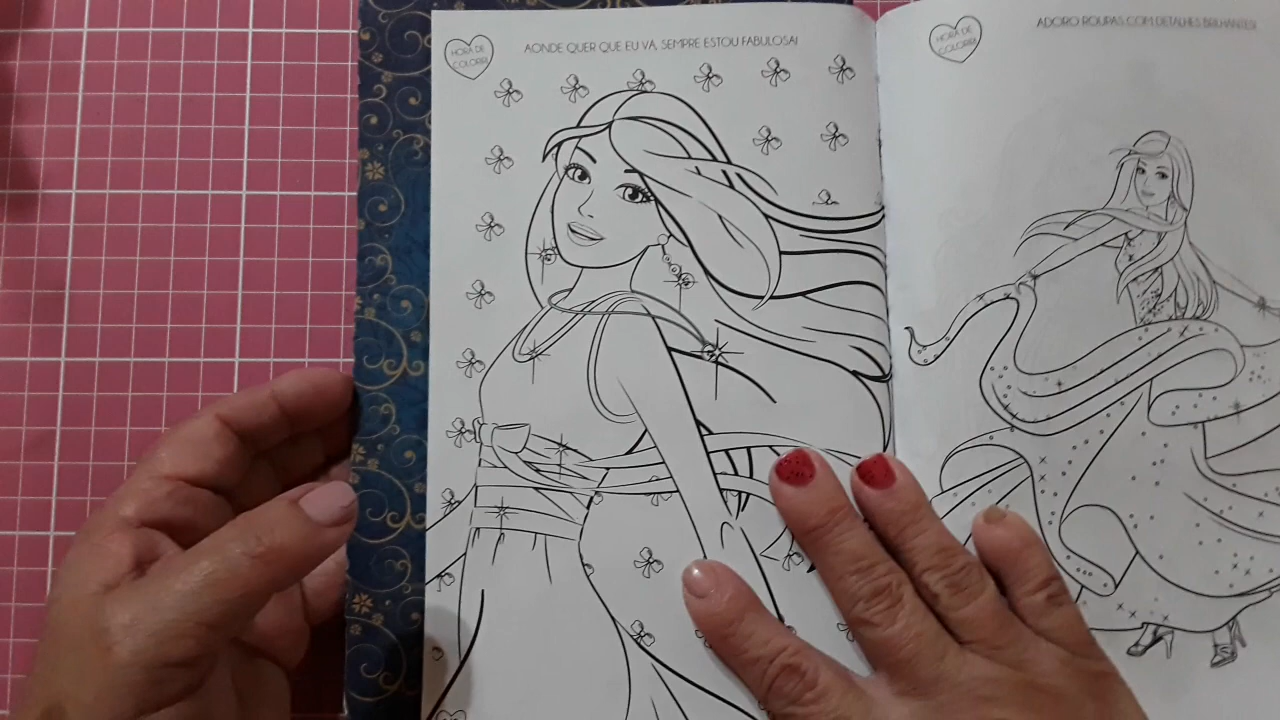 HORA DE
COLORIR!
AONDE QUER QUE EU VÁ, SEMPRE ESTOU FABULOSA!
HORA DE
COLORIR!
ADORO ROUPAS COM DETALHES BRILHANTES!